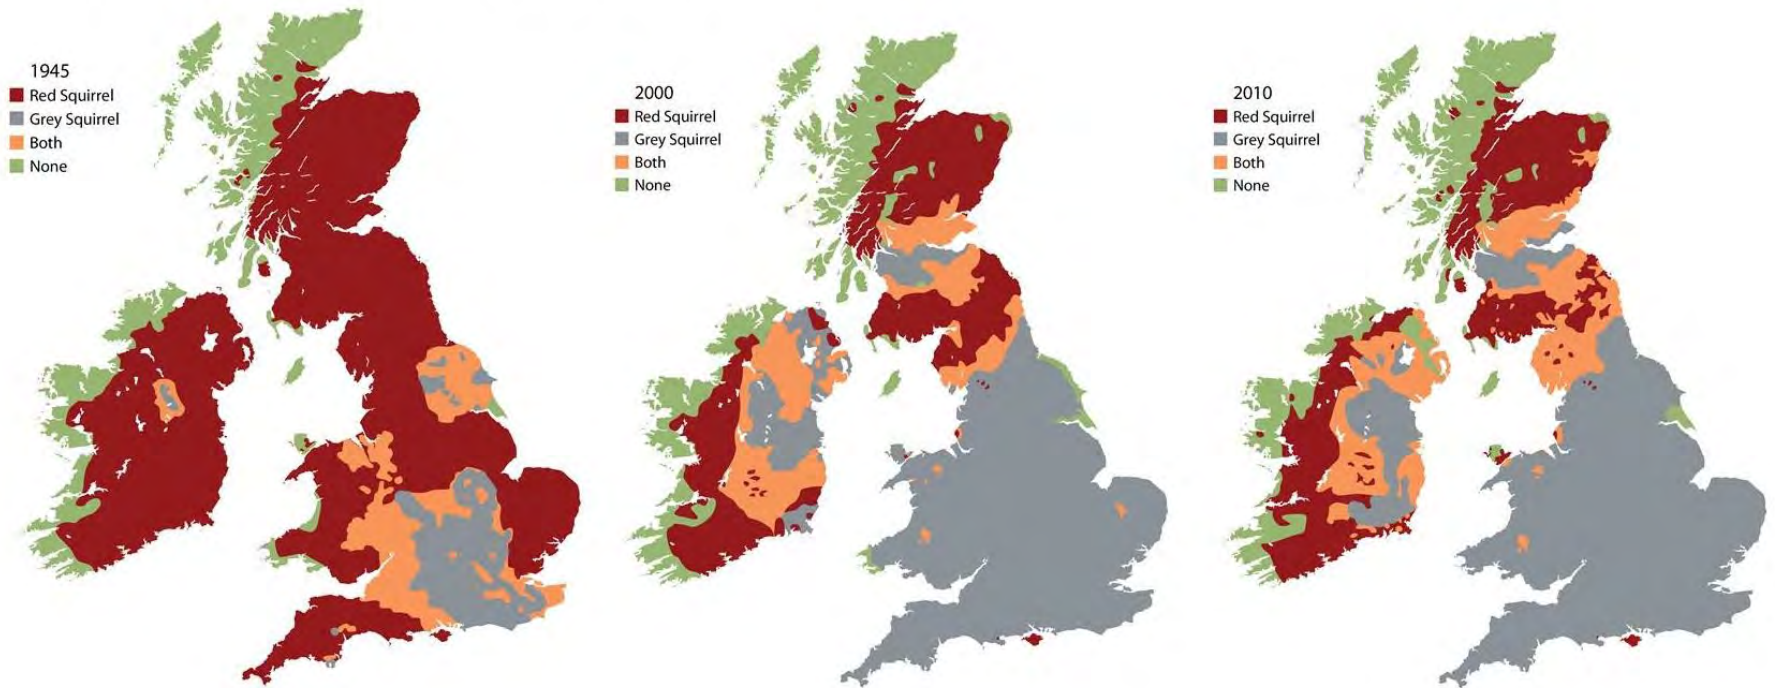 1945
Red Squirrel
Grey Squirrel
Both
None
2000
Red Squirrel
Grey Squirrel
Both
None
2010
Red Squirrel
Grey Squirrel
Both
None